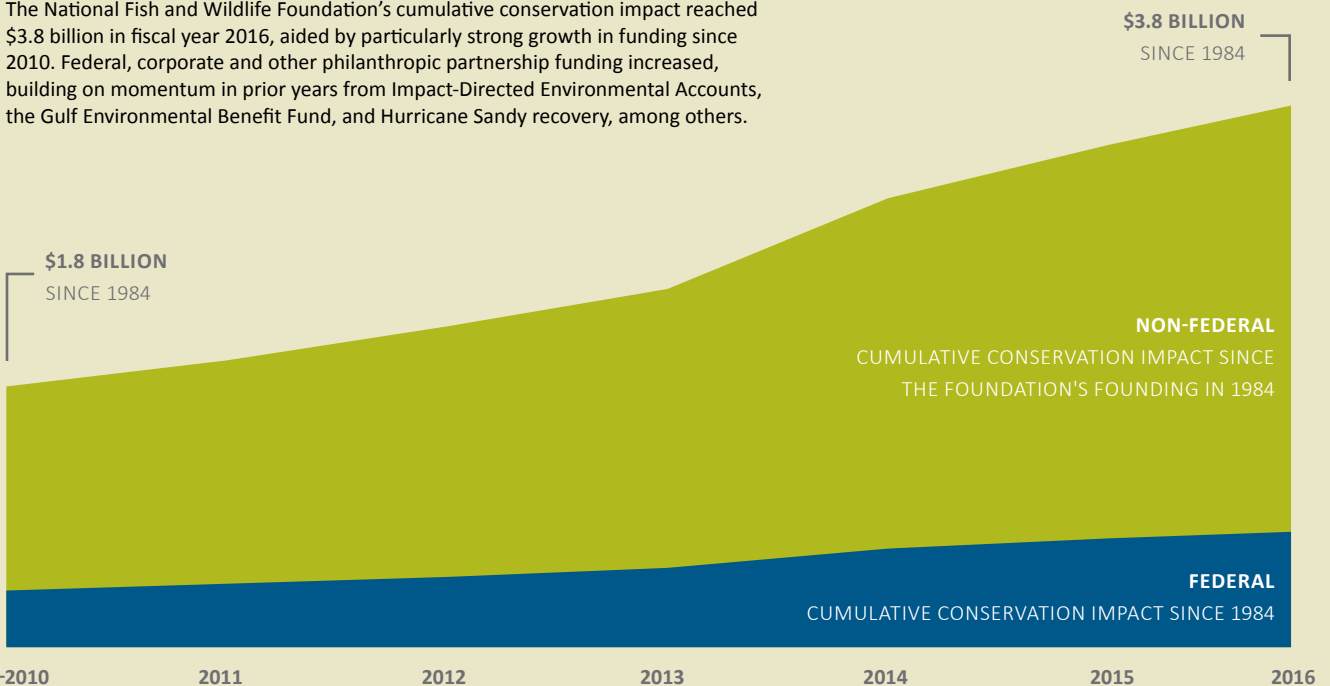 The National Fish and Wildlife Foundation's cumulative conservation impact reached
$3.8 billion in fiscal year 2016, aided by particularly strong growth in funding since
2010. Federal, corporate and other philanthropic partnership funding increased,
building on momentum in prior years from Impact-Directed Environmental Accounts,
the Gulf Environmental Benefit Fund, and Hurricane Sandy recovery, among others.
$3.8 BILLION
SINCE 1984
$1.8 BILLION
SINCE 1984
NON-FEDERAL
CUMULATIVE CONSERVATION IMPACT SINCE
THE FOUNDATION'S FOUNDING IN 1984
FEDERAL
CUMULATIVE CONSERVATION IMPACT SINCE 1984
-2010 2011 2012 2013 2014 2015 2016